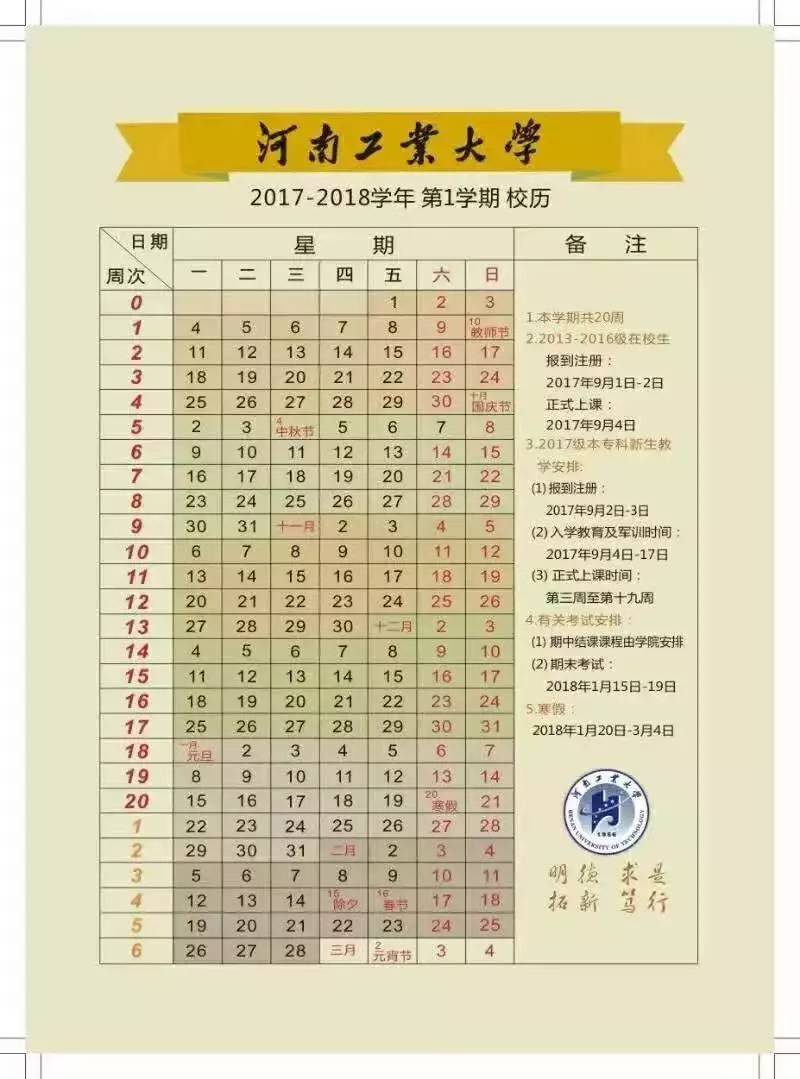 河南工業大學
2017-2018学年 第1学期 校历
日期 星 期 备 注
周次 一 二 三 四 五 六 日
0 1 2 3
1 4 5 6 7 8 9 10 教师节
2 11 12 13 14 15 16 17
3 18 19 20 21 22 23 24
4 25 26 27 28 29 30 十月 国庆节
5 2 3 4 中秋节 5 6 7 8
6 9 10 11 12 13 14 15
7 16 17 18 19 20 21 22
8 23 24 25 26 27 28 29
9 30 31 十一月 2 3 4 5
10 6 7 8 9 10 11 12
11 13 14 15 16 17 18 19
12 20 21 22 23 24 25 26
13 27 28 29 30 十二月 2 3
14 4 5 6 7 8 9 10
15 11 12 13 14 15 16 17
16 18 19 20 21 22 23 24
17 25 26 27 28 29 30 31
18 一月 元旦 2 3 4 5 6 7
19 8 9 10 11 12 13 14
20 15 16 17 18 19 20 寒假 21
1 22 23 24 25 26 27 28
2 29 30 31 二月 2 3 4
3 5 6 7 8 9 10 11
4 12 13 14 15 除夕 16 春节 17 18
5 19 20 21 22 23 24 25
6 26 27 28 三月 2 元宵节 3 4
1.本学期共20周
2.2013-2016级在校生
报到注册：
2017年9月1日-2日
正式上课：
2017年9月4日
3.2017级本专科新生教
学安排:
(1) 报到注册：
2017年9月2日-3日
(2) 入学教育及军训时间：
2017年9月4日-17日
(3) 正式上课时间：
第三周至第十九周
4.有关考试安排：
(1) 期中结课课程由学院安排
(2) 期末考试：
2018年1月15日-19日
5.寒假：
2018年1月20日-3月4日
河南工业大学
1956
HENAN UNIVERSITY OF TECHNOLOGY
明德 求是
拓新 笃行